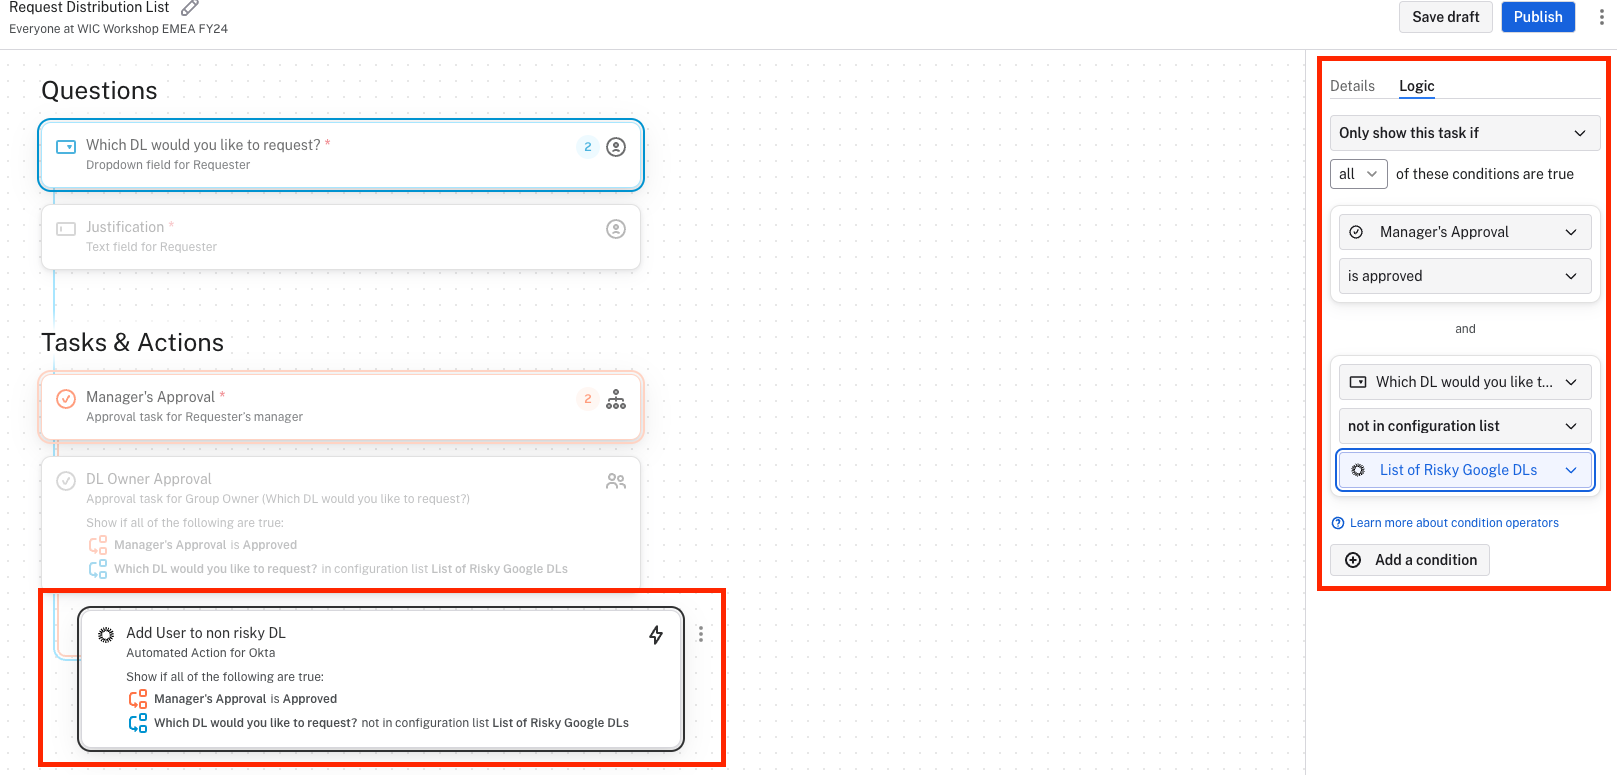 Request Distribution List
Everyone at WIC Workshop EMEA FY24
Save draft
Publish
Questions
Which DL would you like to request? *
Dropdown field for Requester
2
Justification *
Text field for Requester
Tasks & Actions
Manager's Approval *
Approval task for Requester's manager
2
DL Owner Approval
Approval task for Group Owner (Which DL would you like to request?)
Show if all of the following are true:
Manager's Approval is Approved
Which DL would you like to request? in configuration list List of Risky Google DLs
Add User to non risky DL
Automated Action for Okta
Show if all of the following are true:
Manager's Approval is Approved
Which DL would you like to request? not in configuration list List of Risky Google DLs
Details Logic
Only show this task if
all of these conditions are true
Manager's Approval
is approved
and
Which DL would you like t...
not in configuration list
List of Risky Google DLs
Learn more about condition operators
Add a condition